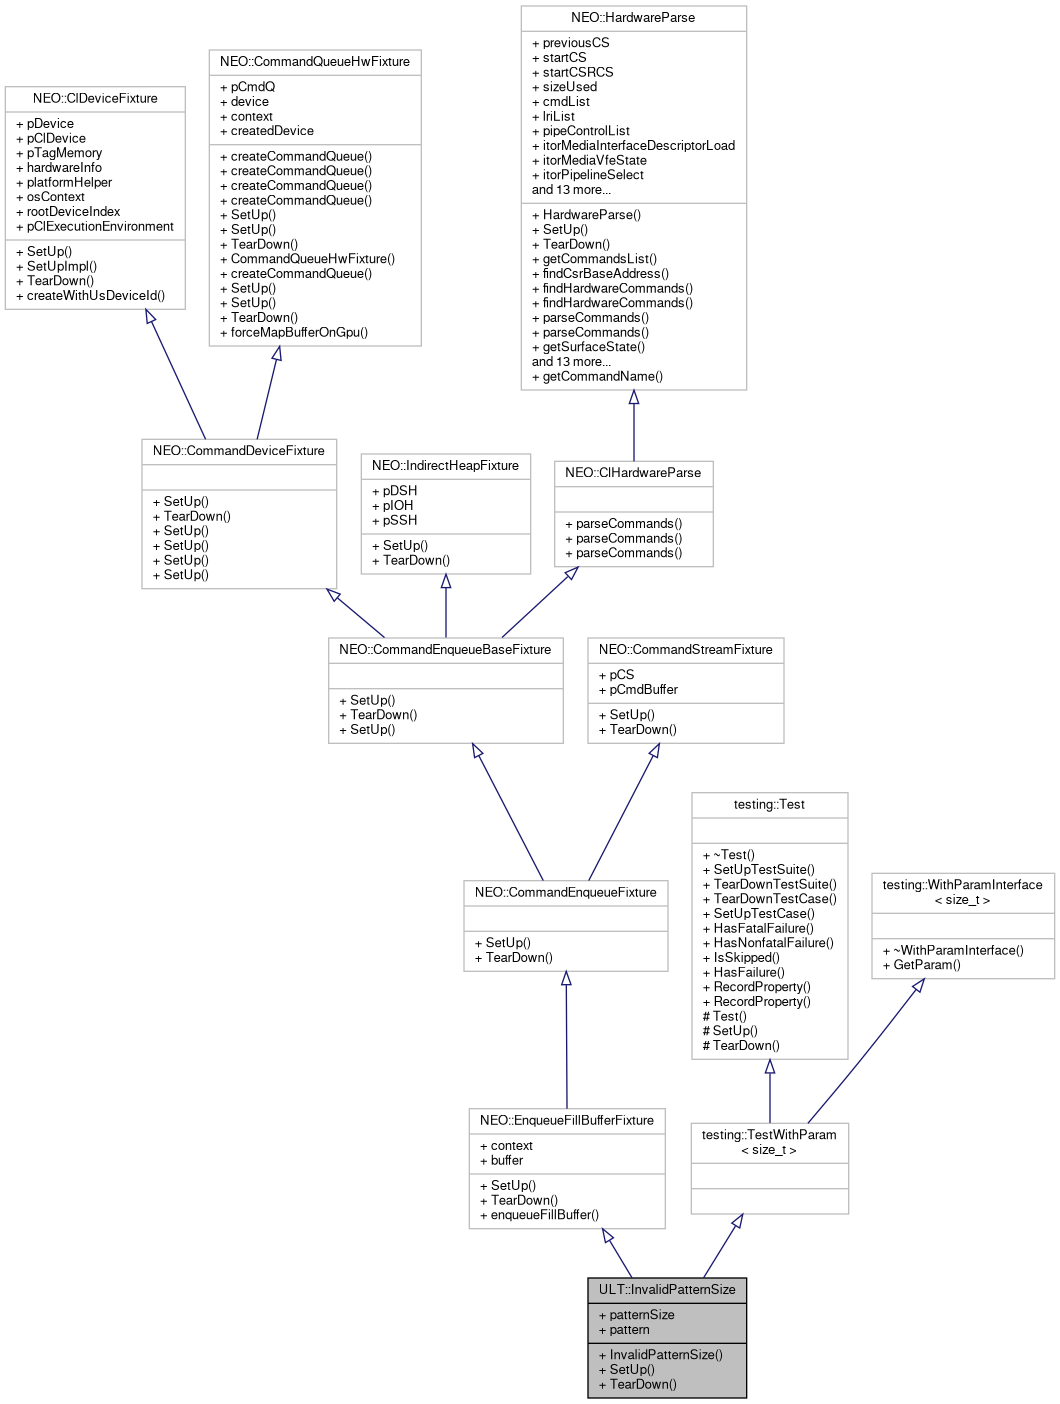 NEO::HardwareParse
+ previousCS
+ startCS
+ startCSRCS
+ sizeUsed
+ cmdList
+ lriList
+ pipeControlList
+ itorMediaInterfaceDescriptorLoad
+ itorMediaVfeState
+ itorPipelineSelect
and 13 more...
+ HardwareParse()
+ SetUp()
+ TearDown()
+ getCommandsList()
+ findCsrBaseAddress()
+ findHardwareCommands()
+ findHardwareCommands()
+ parseCommands()
+ parseCommands()
+ getSurfaceState()
and 13 more...
+ getCommandName()
NEO::CommandQueueHwFixture
+ pCmdQ
+ device
+ context
+ createdDevice
+ createCommandQueue()
+ createCommandQueue()
+ createCommandQueue()
+ createCommandQueue()
+ SetUp()
+ SetUp()
+ TearDown()
+ CommandQueueHwFixture()
+ createCommandQueue()
+ SetUp()
+ SetUp()
+ TearDown()
+ forceMapBufferOnGpu()
NEO::ClDeviceFixture
+ pDevice
+ pClDevice
+ pTagMemory
+ hardwareInfo
+ platformHelper
+ osContext
+ rootDeviceIndex
+ pClExecutionEnvironment
+ SetUp()
+ SetUpImpl()
+ TearDown()
+ createWithUsDeviceId()
NEO::CommandDeviceFixture
+ SetUp()
+ TearDown()
+ SetUp()
+ SetUp()
+ SetUp()
+ SetUp()
NEO::IndirectHeapFixture
+ pDSH
+ pIOH
+ pSSH
+ SetUp()
+ TearDown()
NEO::ClHardwareParse
+ parseCommands()
+ parseCommands()
+ parseCommands()
NEO::CommandEnqueueBaseFixture
+ SetUp()
+ TearDown()
+ SetUp()
NEO::CommandStreamFixture
+ pCS
+ pCmdBuffer
+ SetUp()
+ TearDown()
testing::Test
+ ~Test()
+ SetUpTestSuite()
+ TearDownTestSuite()
+ TearDownTestCase()
+ SetUpTestCase()
+ HasFatalFailure()
+ HasNonfatalFailure()
+ IsSkipped()
+ HasFailure()
+ RecordProperty()
+ RecordProperty()
# Test()
# SetUp()
# TearDown()
testing::WithParamInterface
< size_t >
+ ~WithParamInterface()
+ GetParam()
NEO::CommandEnqueueFixture
+ SetUp()
+ TearDown()
NEO::EnqueueFillBufferFixture
+ context
+ buffer
+ SetUp()
+ TearDown()
+ enqueueFillBuffer()
testing::TestWithParam
< size_t >
ULT::InvalidPatternSize
+ patternSize
+ pattern
+ InvalidPatternSize()
+ SetUp()
+ TearDown()